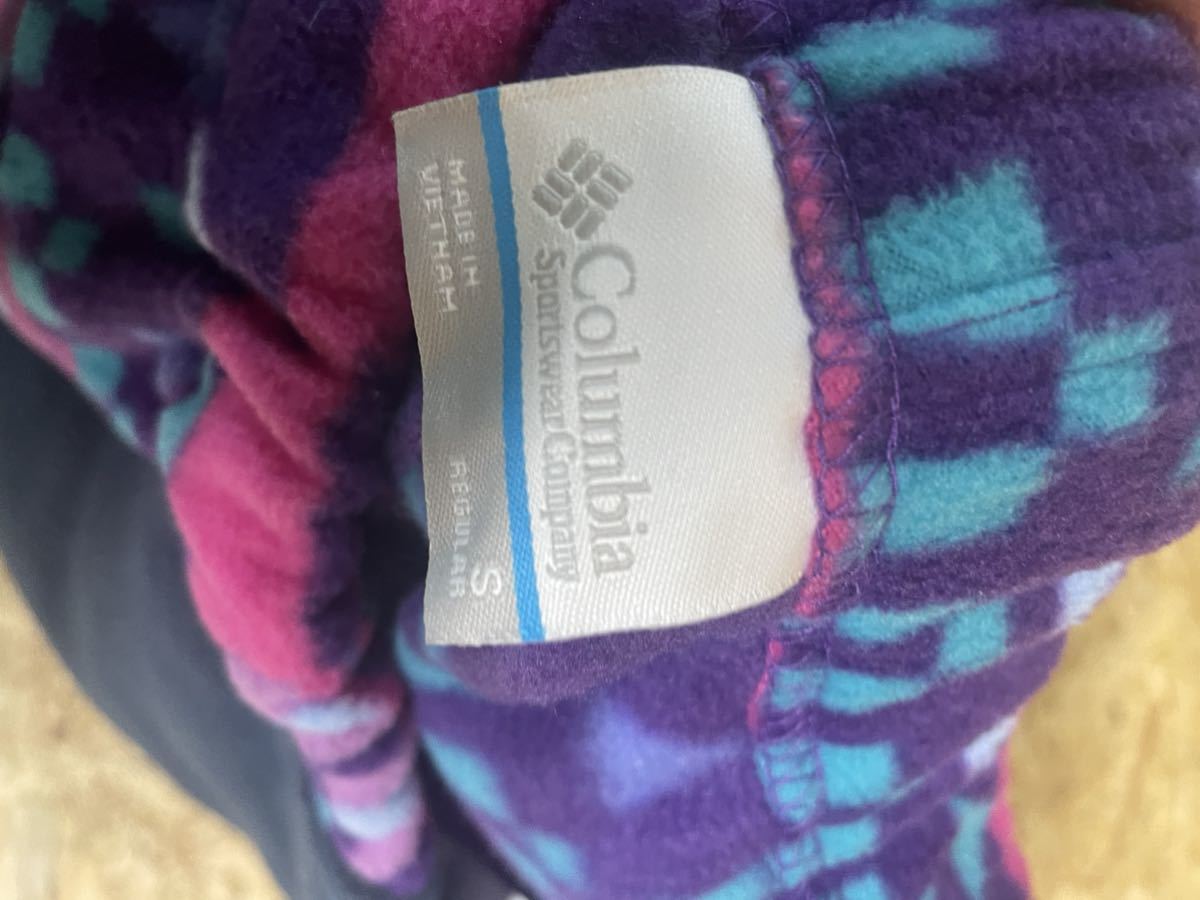 Columbia
Sportswear Company
MADE IN
VIETNAM
S
REGULAR